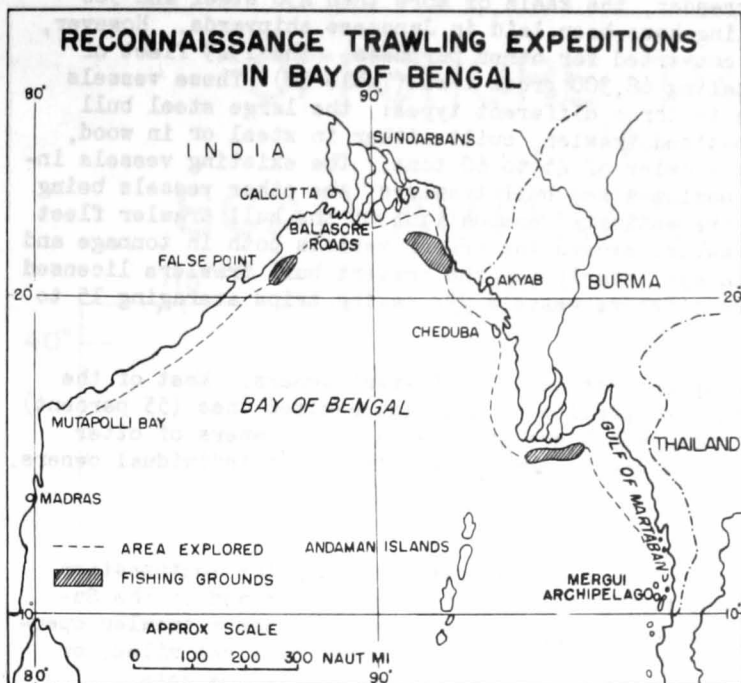 RECONNAISSANCE TRAWLING EXPEDITIONS
IN BAY OF BENGAL
80° 90°
INDIA
SUNDARBANS
CALCUTTA
BALASORE
ROADS
FALSE POINT
AKYAB
BURMA
20° 20°
CHEDUBA
BAY OF BENGAL
MUTAPOLLI BAY
THAILAND
GULF OF MARTABAN
MADRAS
AREA EXPLORED
ANDAMAN ISLANDS
FISHING GROUNDS
MERGUI
ARCHIPELAGO
10° 10°
APPROX SCALE
0 100 200 300 NAUT MI
80° 90°